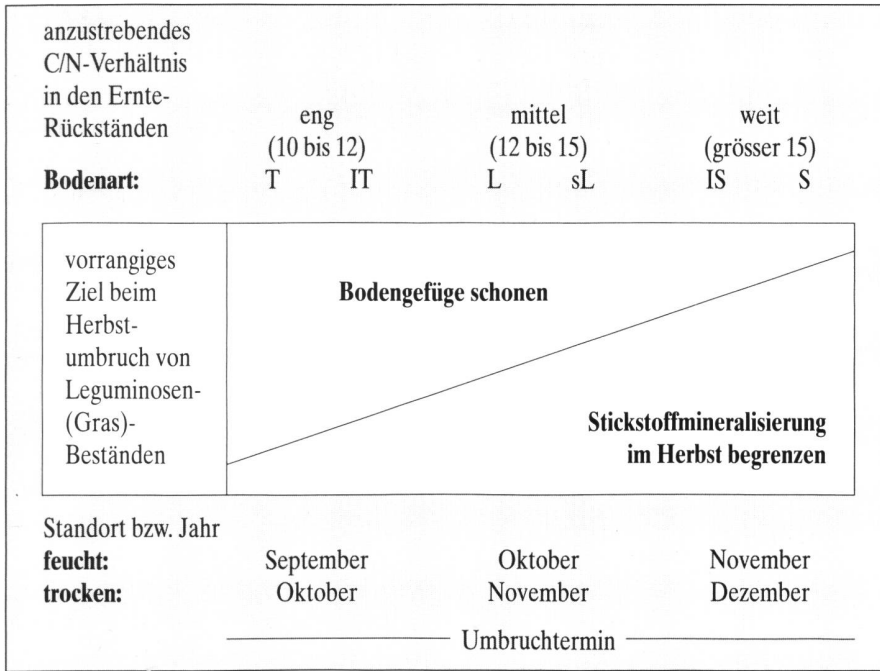 anzustrebendes
C/N-Verhältnis
in den Ernte-
Rückständen
eng mittel weit
(10 bis 12) (12 bis 15) (grösser 15)
Bodenart: T lT L sL lS S
vorrangiges
Ziel beim
Herbst-
umbruch von
Leguminosen-
(Gras)-
Beständen
Bodengefüge schonen
Stickstoffmineralisierung
im Herbst begrenzen
Standort bzw. Jahr
feucht: September Oktober November
trocken: Oktober November Dezember
Umbruchtermin